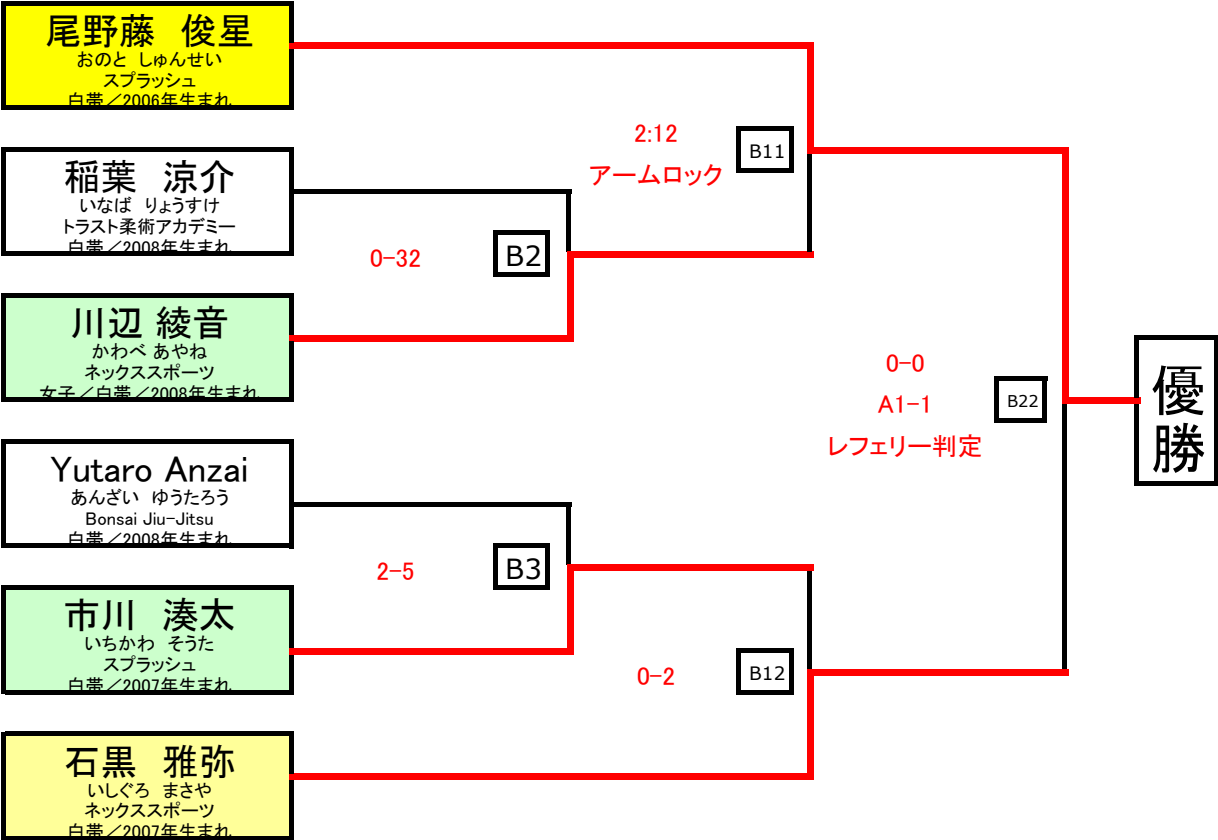 尾野藤　俊星
おのと しゅんせい
スプラッシュ
白帯／2006年生まれ
稲葉　涼介
いなば　りょうすけ
トラスト柔術アカデミー
白帯／2008年生まれ
川辺 綾音
かわべ あやね
ネックススポーツ
女子／白帯／2008年生まれ
Yutaro Anzai
あんざい　ゆうたろう
Bonsai Jiu-Jitsu
白帯／2008年生まれ
市川　湊太
いちかわ　そうた
スプラッシュ
白帯／2007年生まれ
石黒　雅弥
いしぐろ　まさや
ネックススポーツ
白帯／2007年生まれ
0-32
B2
2-5
B3
2:12
アームロック
B11
0-2
B12
0-0
A1-1
レフェリー判定
B22
優勝